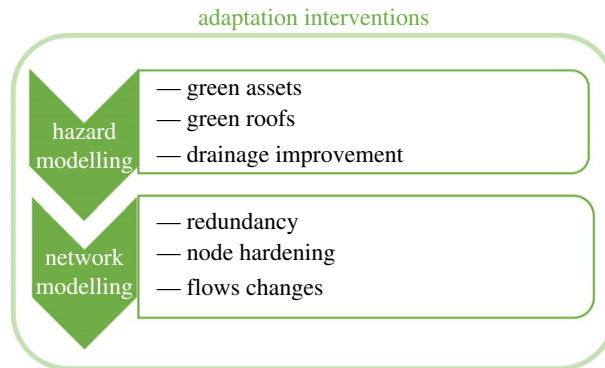 adaptation interventions
hazard
modelling
— green assets
— green roofs
— drainage improvement
network
modelling
— redundancy
— node hardening
— flows changes